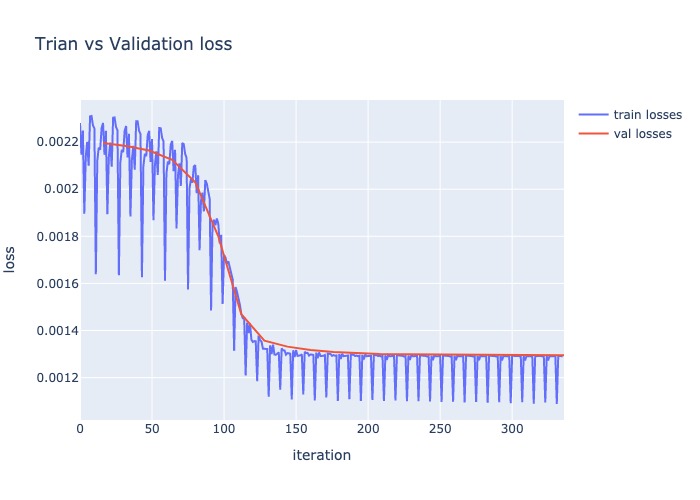 Trian vs Validation loss
train losses
val losses
0.0022
0.002
0.0018
0.0016
0.0014
0.0012
loss
0 50 100 150 200 250 300
iteration